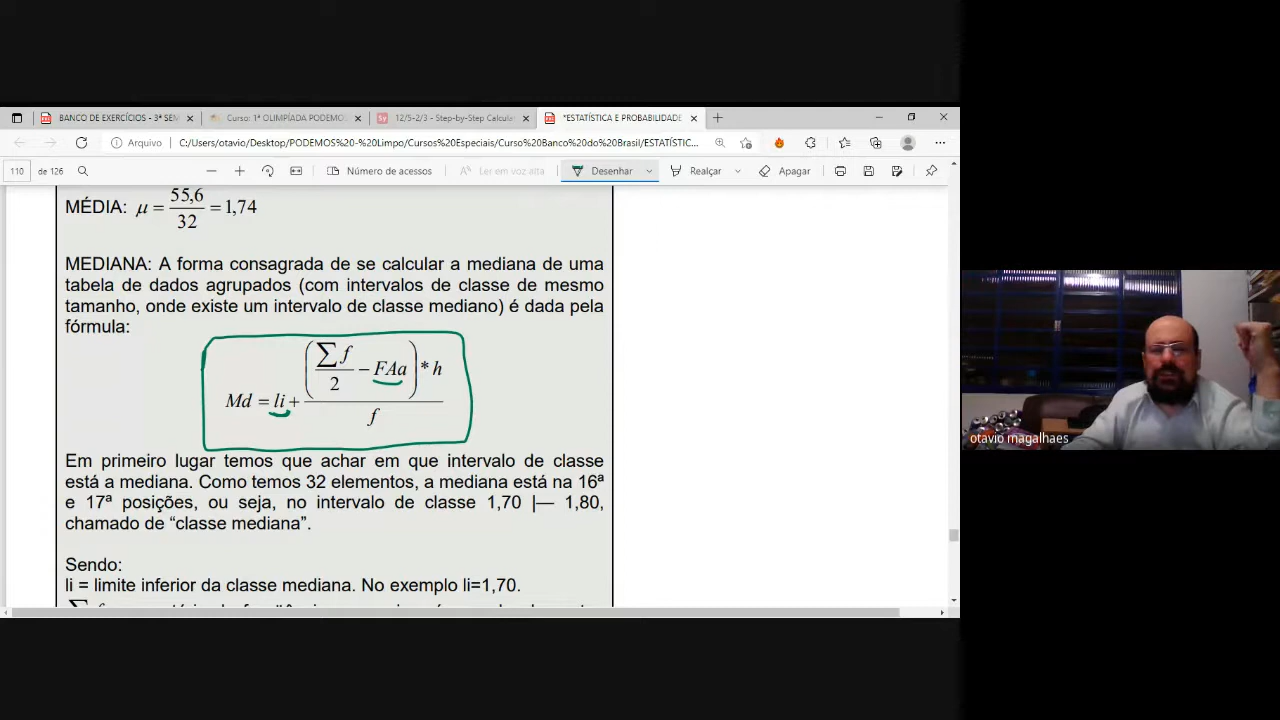 BANCO DE EXERCÍCIOS - 3ª SEM
Curso: 1ª OLIMPÍADA PODEMO
12/5-2/3 - Step-by-Step Calcula
*ESTATÍSTICA E PROBABILIDADE
Arquivo
C:/Users/otavio/Desktop/PODEMOS%20-%20Limpo/Cursos%20Especiais/Curso%20Banco%20do%20Brasil/ESTATÍSTIC...
110 de 126
Número de acessos
Ler em voz alta
Desenhar
Realçar
Apagar
MÉDIA: μ = 55,6/32 = 1,74
MEDIANA: A forma consagrada de se calcular a mediana de uma
tabela de dados agrupados (com intervalos de classe de mesmo
tamanho, onde existe um intervalo de classe mediano) é dada pela
fórmula:
Md = li + ((∑f/2 − FAa) * h)/f
Em primeiro lugar temos que achar em que intervalo de classe
está a mediana. Como temos 32 elementos, a mediana está na 16ª
e 17ª posições, ou seja, no intervalo de classe 1,70 |— 1,80,
chamado de “classe mediana”.
Sendo:
li = limite inferior da classe mediana. No exemplo li=1,70.
otavio magalhaes